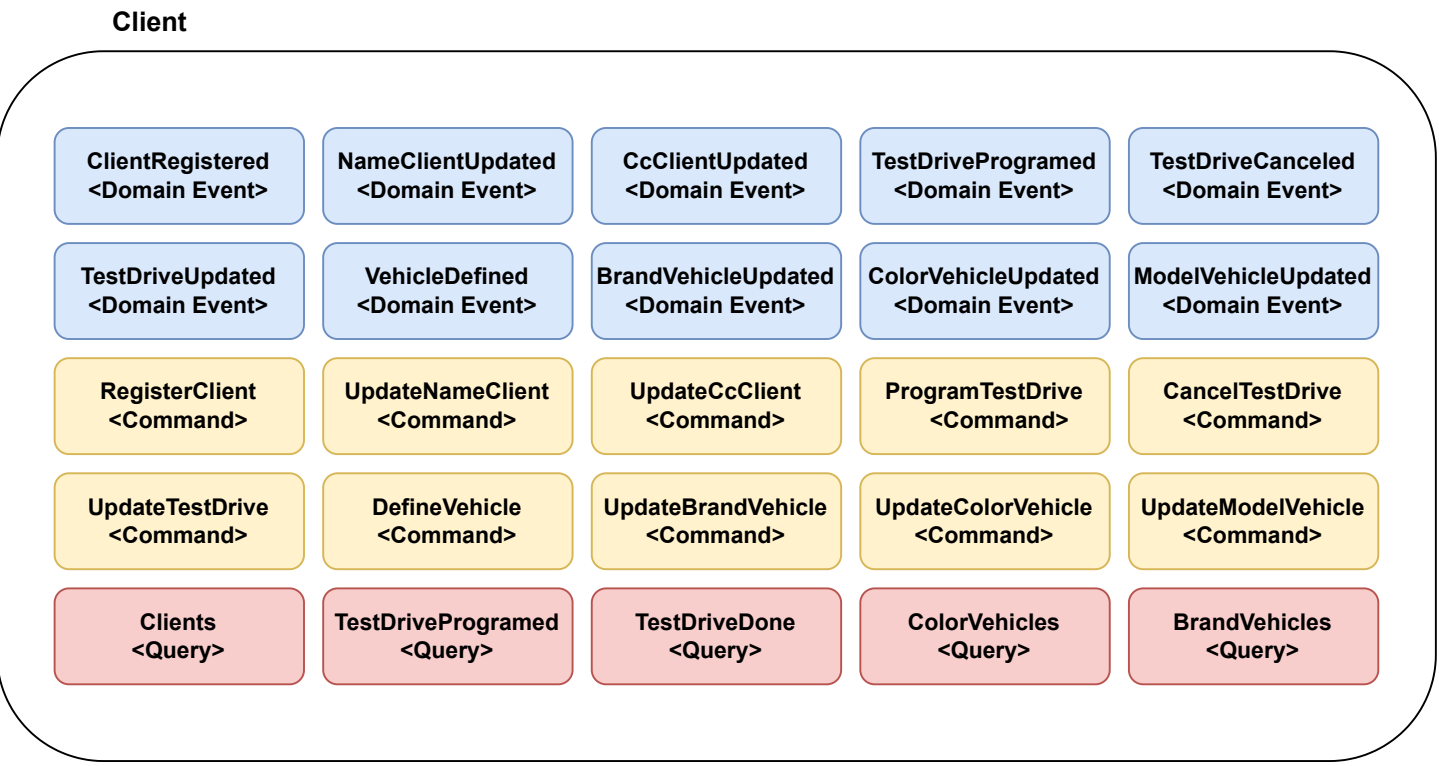 Client
ClientRegistered
<Domain Event>
NameClientUpdated
<Domain Event>
CcClientUpdated
<Domain Event>
TestDriveProgramed
<Domain Event>
TestDriveCanceled
<Domain Event>
TestDriveUpdated
<Domain Event>
VehicleDefined
<Domain Event>
BrandVehicleUpdated
<Domain Event>
ColorVehicleUpdated
<Domain Event>
ModelVehicleUpdated
<Domain Event>
RegisterClient
<Command>
UpdateNameClient
<Command>
UpdateCcClient
<Command>
ProgramTestDrive
<Command>
CancelTestDrive
<Command>
UpdateTestDrive
<Command>
DefineVehicle
<Command>
UpdateBrandVehicle
<Command>
UpdateColorVehicle
<Command>
UpdateModelVehicle
<Command>
Clients
<Query>
TestDriveProgramed
<Query>
TestDriveDone
<Query>
ColorVehicles
<Query>
BrandVehicles
<Query>